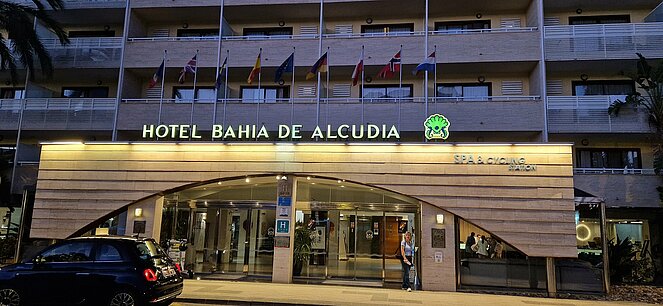 HOTEL BAHIA DE ALCUDIA
SPA & CYCLING
STATION
H